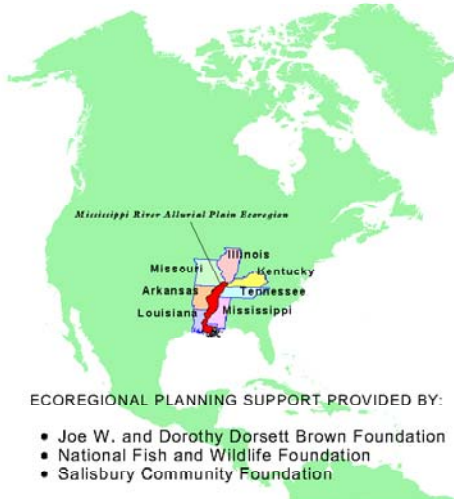 Mississippi River Alluvial Plain Ecoregion
Illinois
Missouri
Kentucky
Arkansas
Tennessee
Louisiana
Mississippi
ECOREGIONAL PLANNING SUPPORT PROVIDED BY:
• Joe W. and Dorothy Dorsett Brown Foundation
• National Fish and Wildlife Foundation
• Salisbury Community Foundation